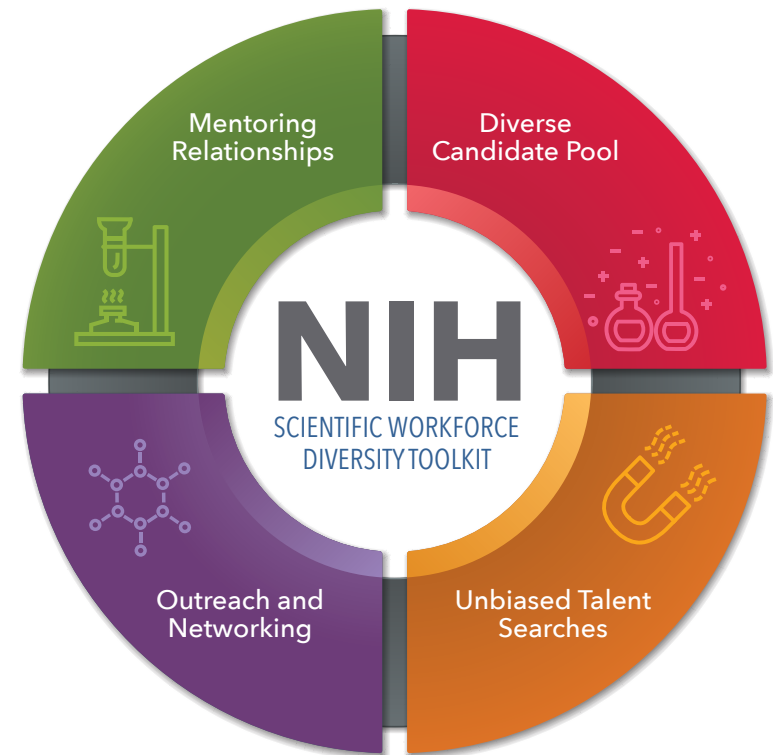 Mentoring
Relationships
Diverse
Candidate Pool
NIH
SCIENTIFIC WORKFORCE
DIVERSITY TOOLKIT
Outreach and
Networking
Unbiased Talent
Searches